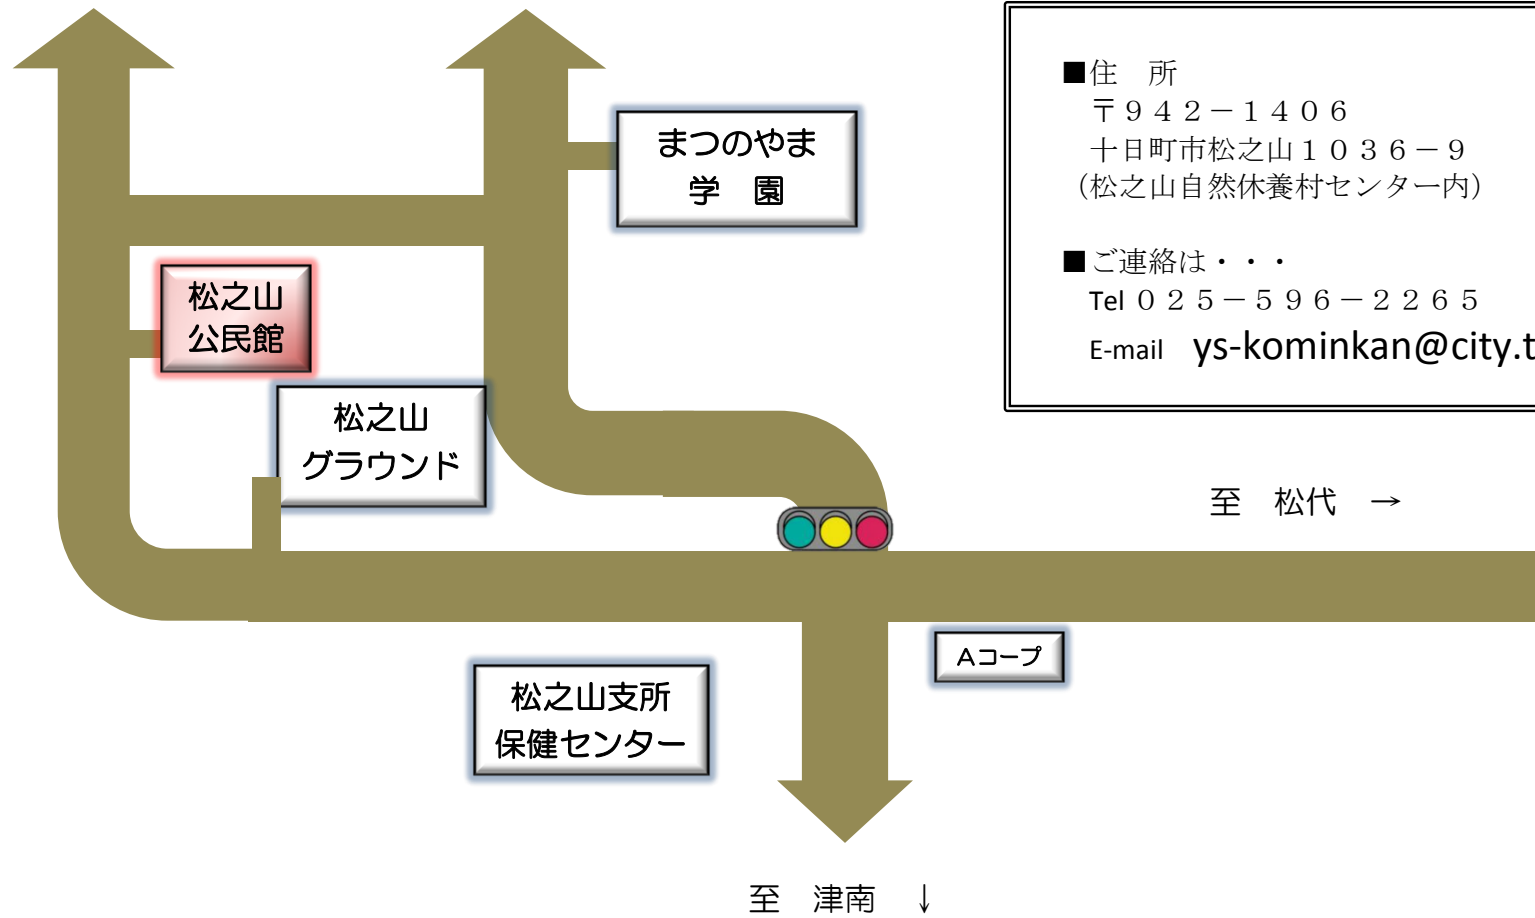 まつのやま
学　園
松之山
公民館
松之山
グラウンド
松之山支所
保健センター
Aコープ
■住　所
〒９４２－１４０６
十日町市松之山１０３６－９
（松之山自然休養村センター内）
■ご連絡は・・・
Tel ０２５－５９６－２２６５
E-mail ys-kominkan@city.t
至　松代　→
至　津南　↓